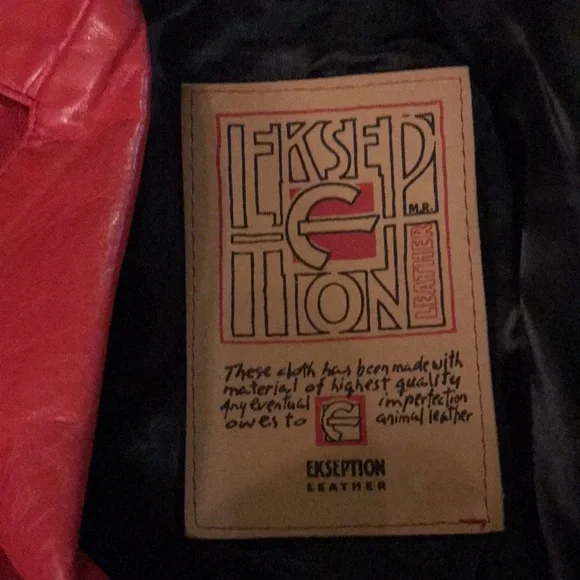 EKSEP
M.R.
TION
LEATHER
These cloth has been made with
material of highest quality
Any eventual imperfection
owes to animal leather
EKSEPTION
LEATHER